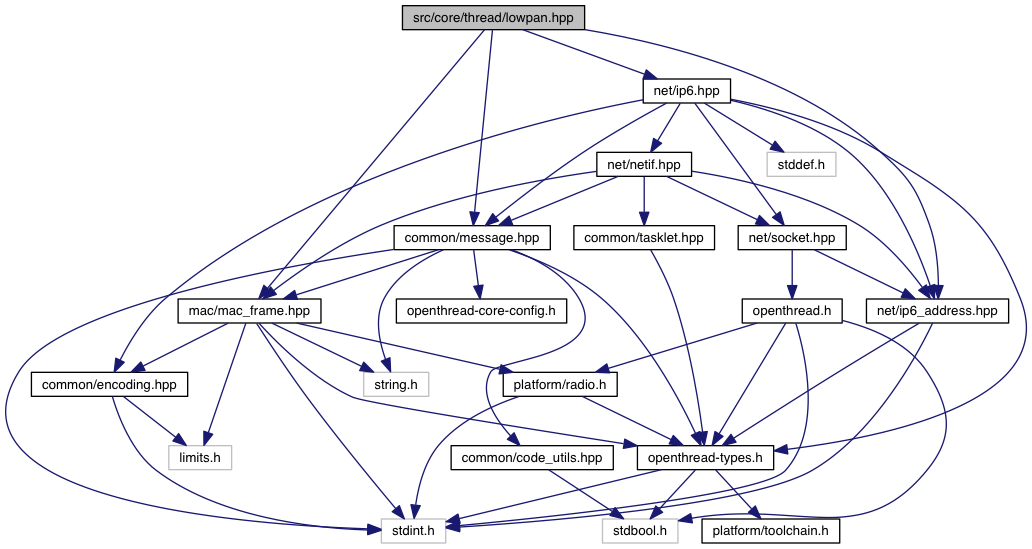 src/core/thread/lowpan.hpp
net/ip6.hpp
net/netif.hpp
stddef.h
common/message.hpp
common/tasklet.hpp
net/socket.hpp
mac/mac_frame.hpp
openthread-core-config.h
openthread.h
net/ip6_address.hpp
common/encoding.hpp
string.h
platform/radio.h
limits.h
common/code_utils.hpp
openthread-types.h
stdint.h
stdbool.h
platform/toolchain.h